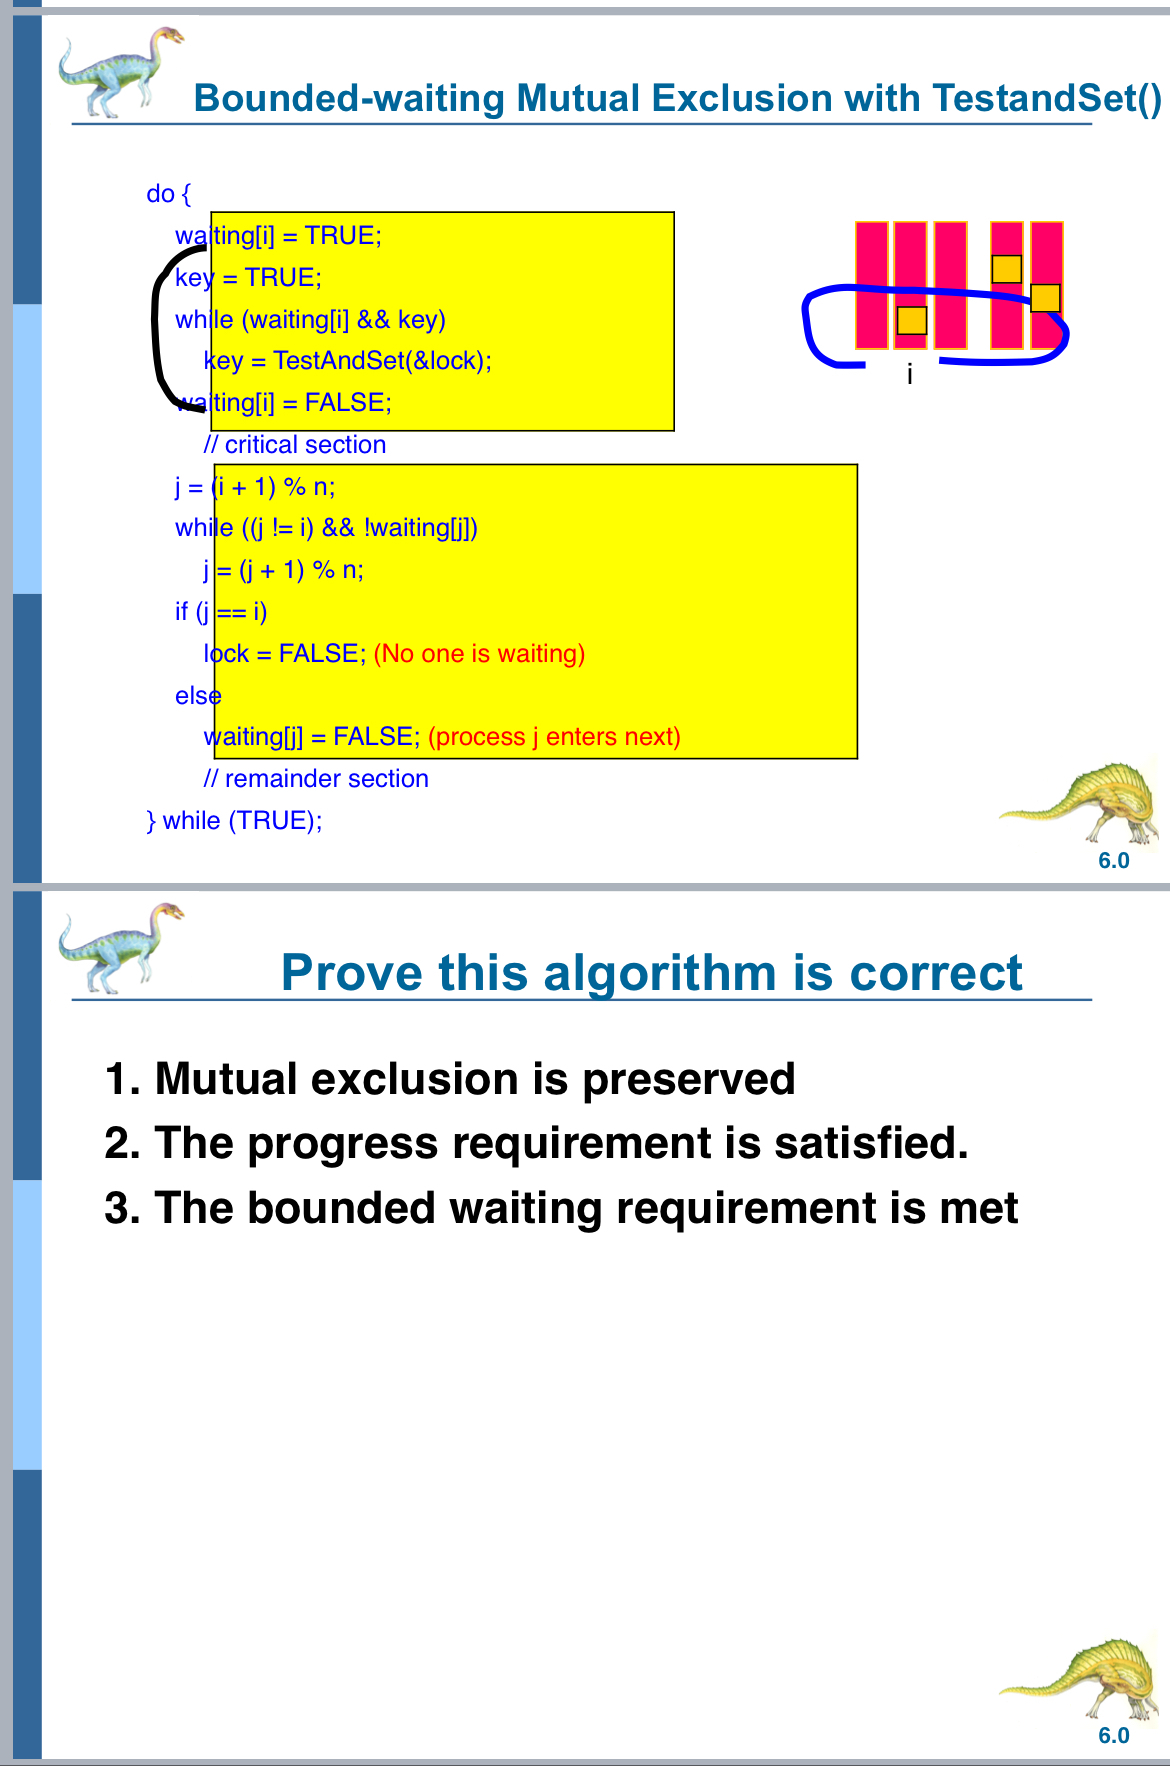 Bounded-waiting Mutual Exclusion with TestandSet()
do {
waiting[i] = TRUE;
key = TRUE;
while (waiting[i] && key)
key = TestAndSet(&lock);
waiting[i] = FALSE;
// critical section
j = (i + 1) % n;
while ((j != i) && !waiting[j])
j = (j + 1) % n;
if (j == i)
lock = FALSE; (No one is waiting)
else
waiting[j] = FALSE; (process j enters next)
// remainder section
} while (TRUE);
i
6.0
Prove this algorithm is correct
1. Mutual exclusion is preserved
2. The progress requirement is satisfied.
3. The bounded waiting requirement is met
6.0